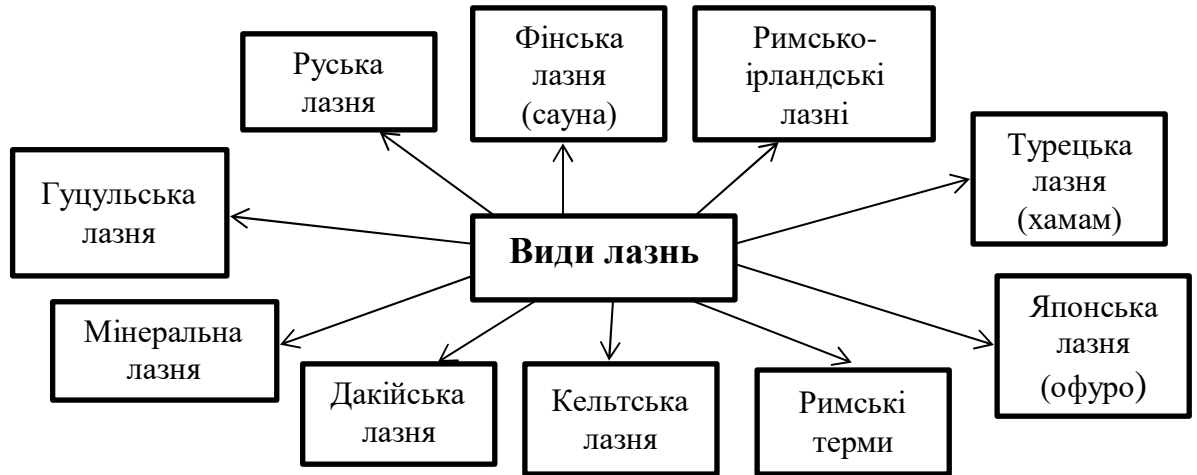 Руська
лазня
Фінська
лазня
(сауна)
Римсько-
ірландські
лазні
Турецька
лазня
(хамам)
Гуцульська
лазня
Види лазнь
Японська
лазня
(офуро)
Мінеральна
лазня
Дакійська
лазня
Кельтська
лазня
Римські
терми